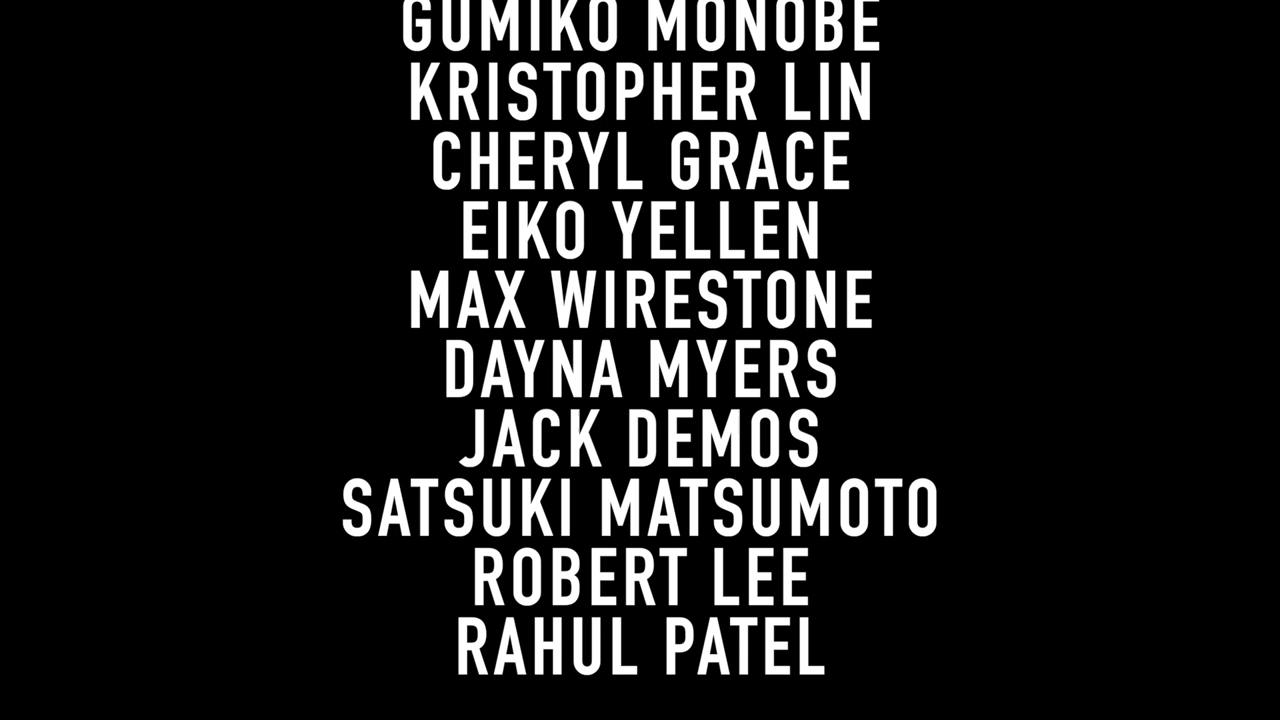 GUMIKO MONOBE
KRISTOPHER LIN
CHERYL GRACE
EIKO YELLEN
MAX WIRESTONE
DAYNA MYERS
JACK DEMOS
SATSUKI MATSUMOTO
ROBERT LEE
RAHUL PATEL